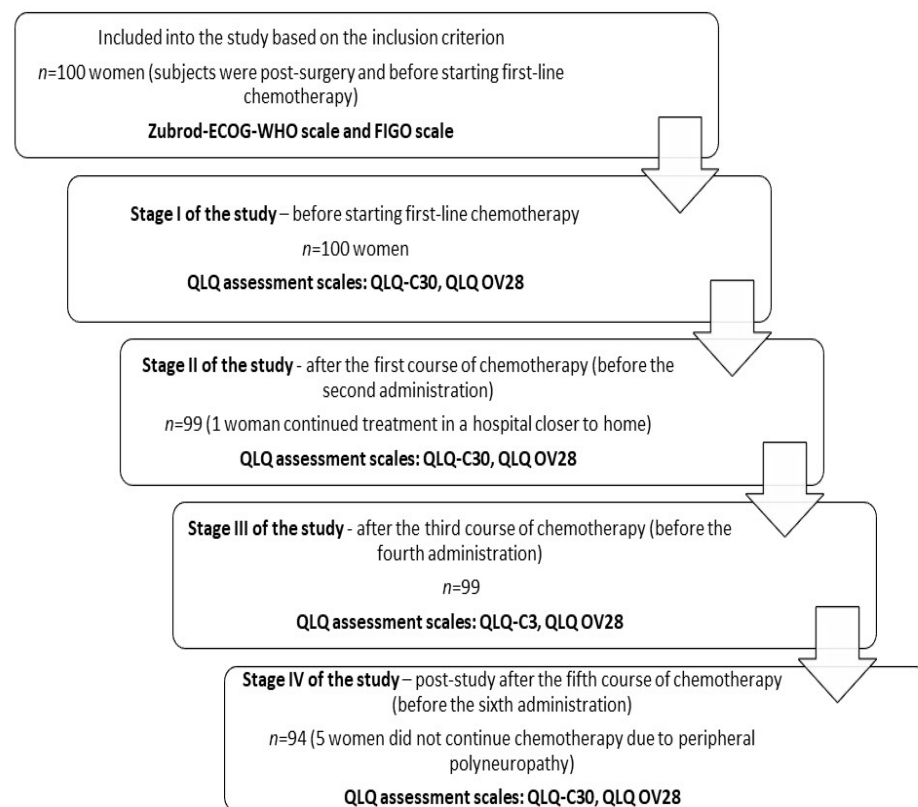 Included into the study based on the inclusion criterion
n=100 women (subjects were post-surgery and before starting first-line
chemotherapy)
Zubrod-ECOG-WHO scale and FIGO scale
Stage I of the study – before starting first-line chemotherapy
n=100 women
QLQ assessment scales: QLQ-C30, QLQ OV28
Stage II of the study - after the first course of chemotherapy (before the
second administration)
n=99 (1 woman continued treatment in a hospital closer to home)
QLQ assessment scales: QLQ-C30, QLQ OV28
Stage III of the study - after the third course of chemotherapy (before the
fourth administration)
n=99
QLQ assessment scales: QLQ-C3, QLQ OV28
Stage IV of the study – post-study after the fifth course of chemotherapy
(before the sixth administration)
n=94 (5 women did not continue chemotherapy due to peripheral
polyneuropathy)
QLQ assessment scales: QLQ-C30, QLQ OV28